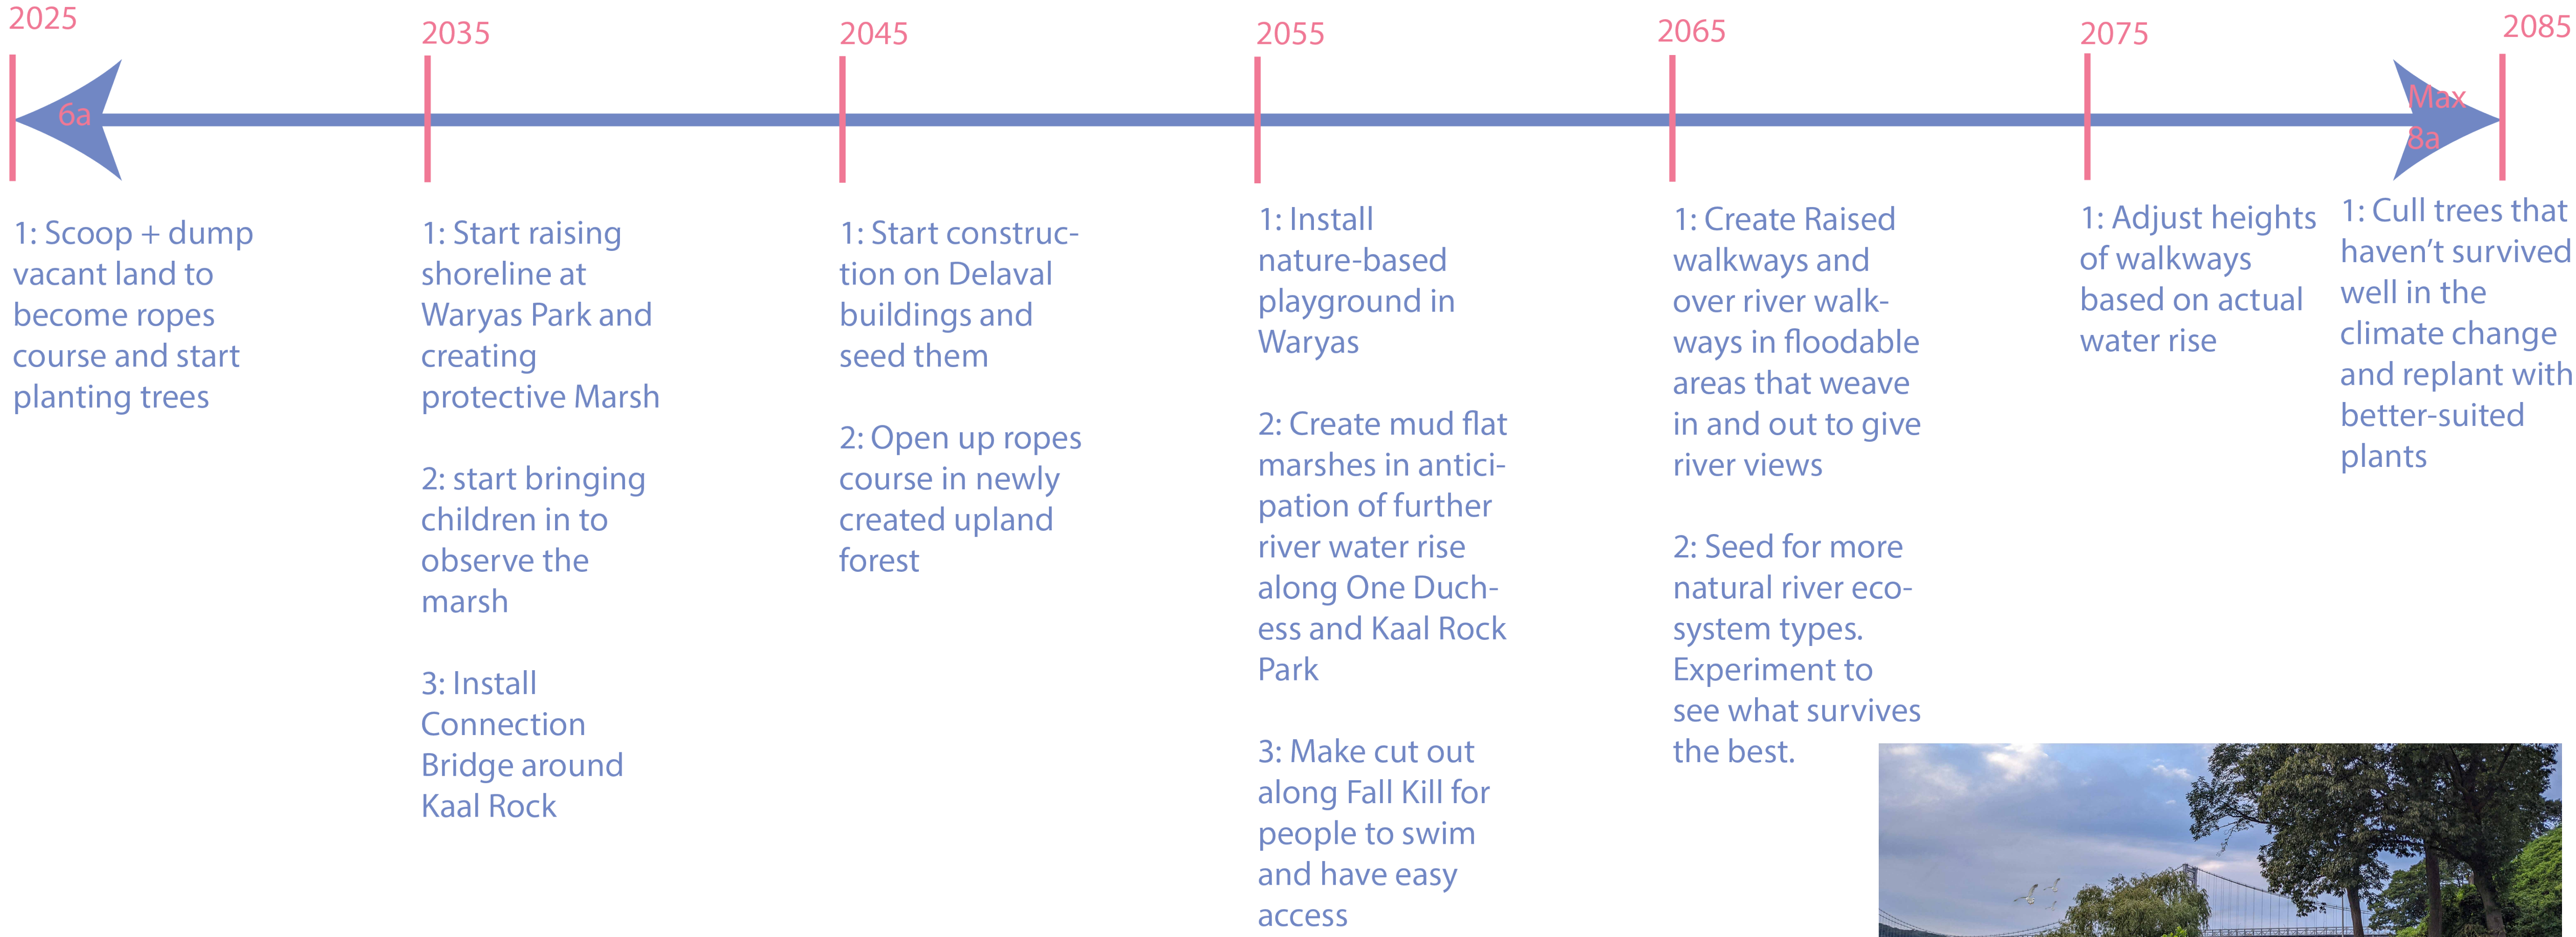 2025
2035
2045
2055
2065
2075
2085
6a
Max
8a
1: Scoop + dump
vacant land to
become ropes
course and start
planting trees
1: Start raising
shoreline at
Waryas Park and
creating
protective Marsh
2: start bringing
children in to
observe the
marsh
3: Install
Connection
Bridge around
Kaal Rock
1: Start construc-
tion on Delaval
buildings and
seed them
2: Open up ropes
course in newly
created upland
forest
1: Install
nature-based
playground in
Waryas
2: Create mud flat
marshes in antici-
pation of further
river water rise
along One Duch-
ess and Kaal Rock
Park
3: Make cut out
along Fall Kill for
people to swim
and have easy
access
1: Create Raised
walkways and
over river walk-
ways in floodable
areas that weave
in and out to give
river views
2: Seed for more
natural river eco-
system types.
Experiment to
see what survives
the best.
1: Adjust heights
of walkways
based on actual
water rise
1: Cull trees that
haven't survived
well in the
climate change
and replant with
better-suited
plants